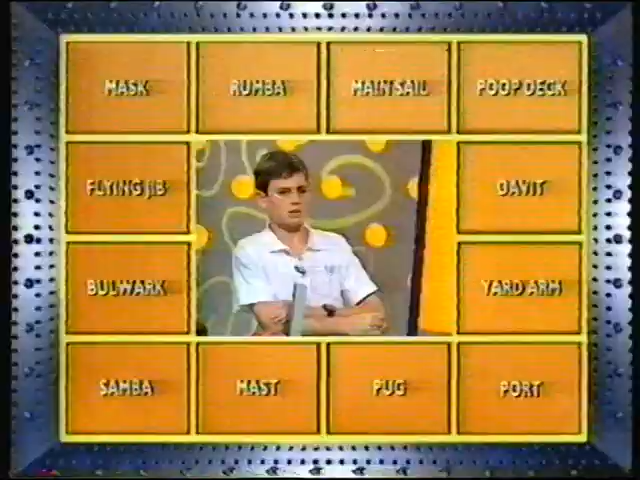 MASK
RUMBA
MAINSAIL
POOP DECK
FLYING JIB
DAVIT
BULWARK
YARD ARM
SAMBA
MAST
PUG
PORT